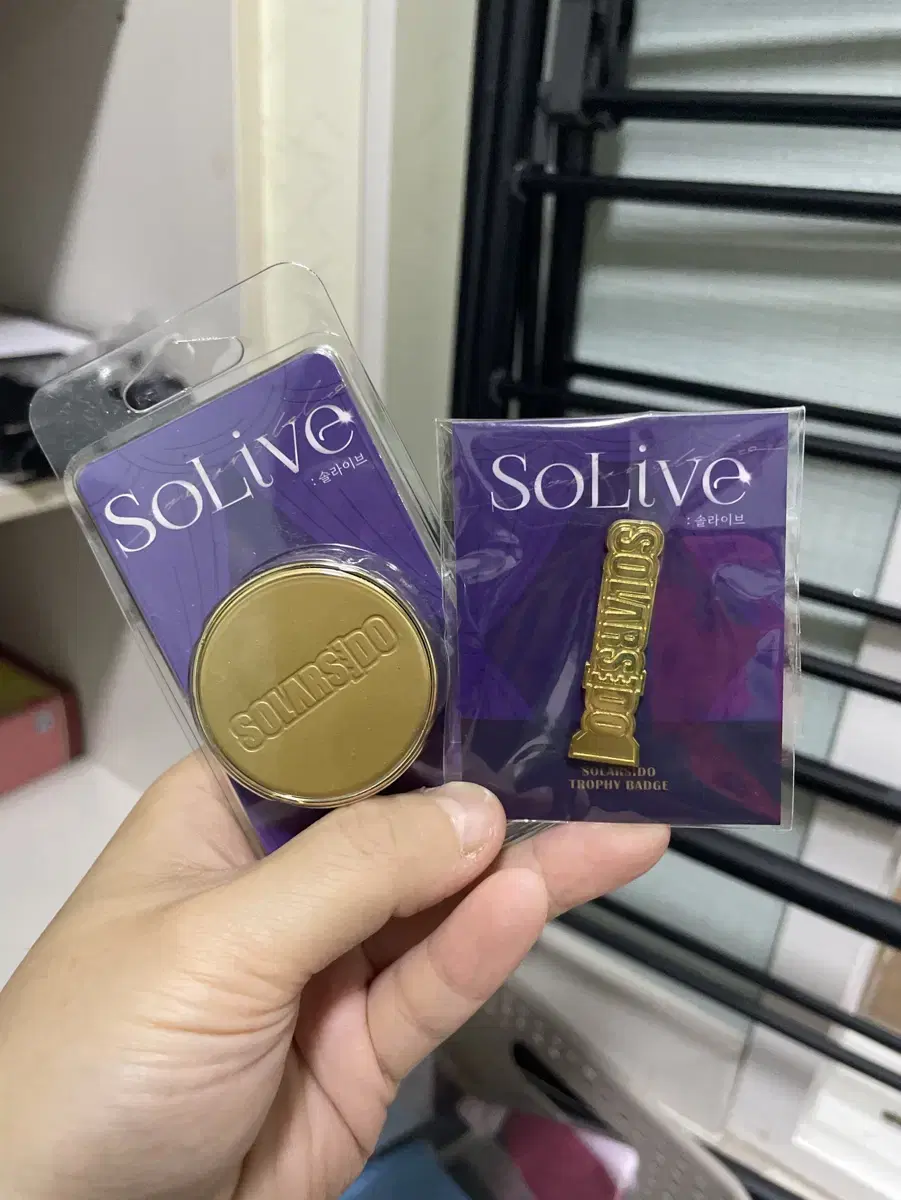 SOLive
: 솔라이브
SOLARSIDO
SOLive
: 솔라이브
SOLARSIDO
SOLARSIDO
TROPHY BADGE